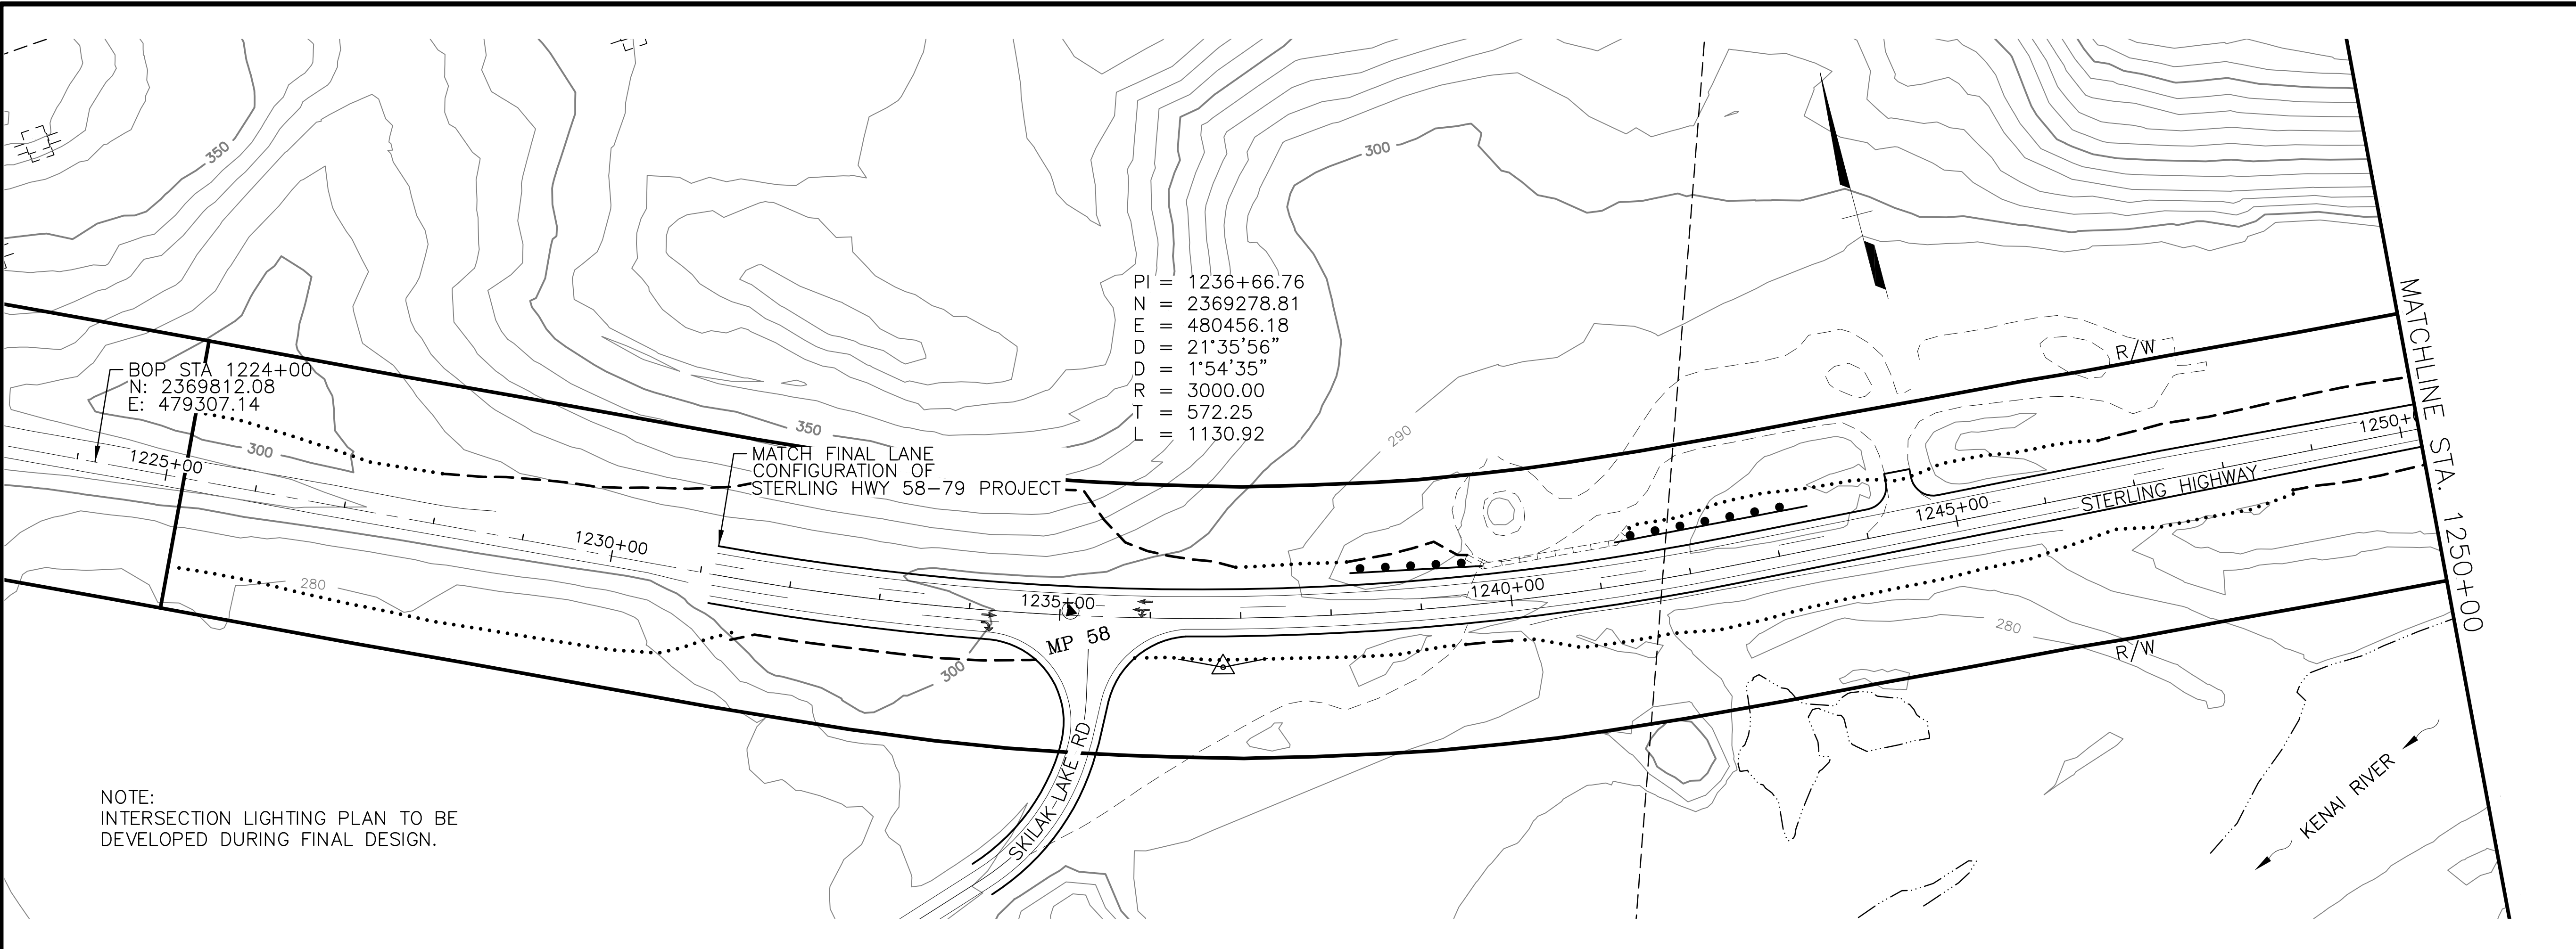 350
300
BOP STA 1224+00
N: 2369812.08
E: 479307.14
300
1225+00
PI = 1236+66.76
N = 2369278.81
E = 480456.18
D = 21°35'56"
D = 1°54'35"
R = 3000.00
T = 572.25
L = 1130.92
350
MATCH FINAL LANE
CONFIGURATION OF
STERLING HWY 58-79 PROJECT
290
R/W
MATCHLINE STA. 1250+00
1250+0
STERLING HIGHWAY
1245+00
1230+00
280
1235+00
1240+00
MP 58
300
280
R/W
SKILAK-LAKE RD
KENAI RIVER
NOTE:
INTERSECTION LIGHTING PLAN TO BE
DEVELOPED DURING FINAL DESIGN.